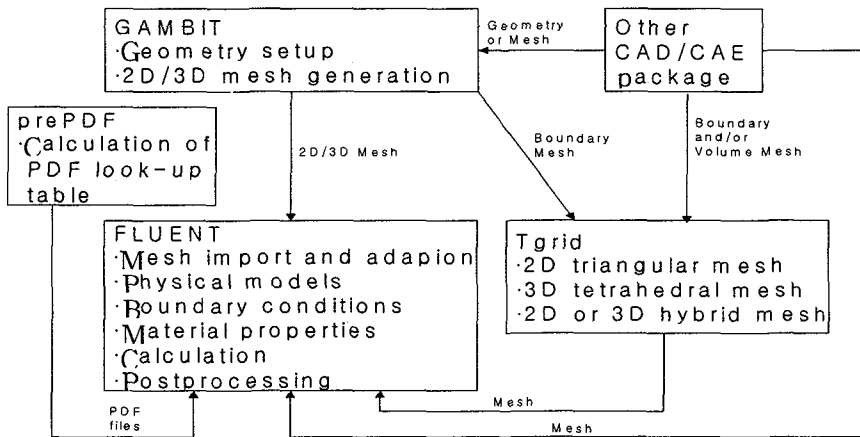 GAMBIT
·Geometry setup
·2D/3D mesh generation
Geometry
or Mesh
Other
CAD/CAE
package
prePDF
·Calculation of
PDF look-up
table
2D/3D Mesh
Boundary
Mesh
Boundary
and/or
Volume Mesh
FLUENT
·Mesh import and adapion
·Physical models
·Boundary conditions
·Material properties
·Calculation
·Postprocessing
Tgrid
·2D triangular mesh
·3D tetrahedral mesh
·2D or 3D hybrid mesh
PDF
files
Mesh
Mesh